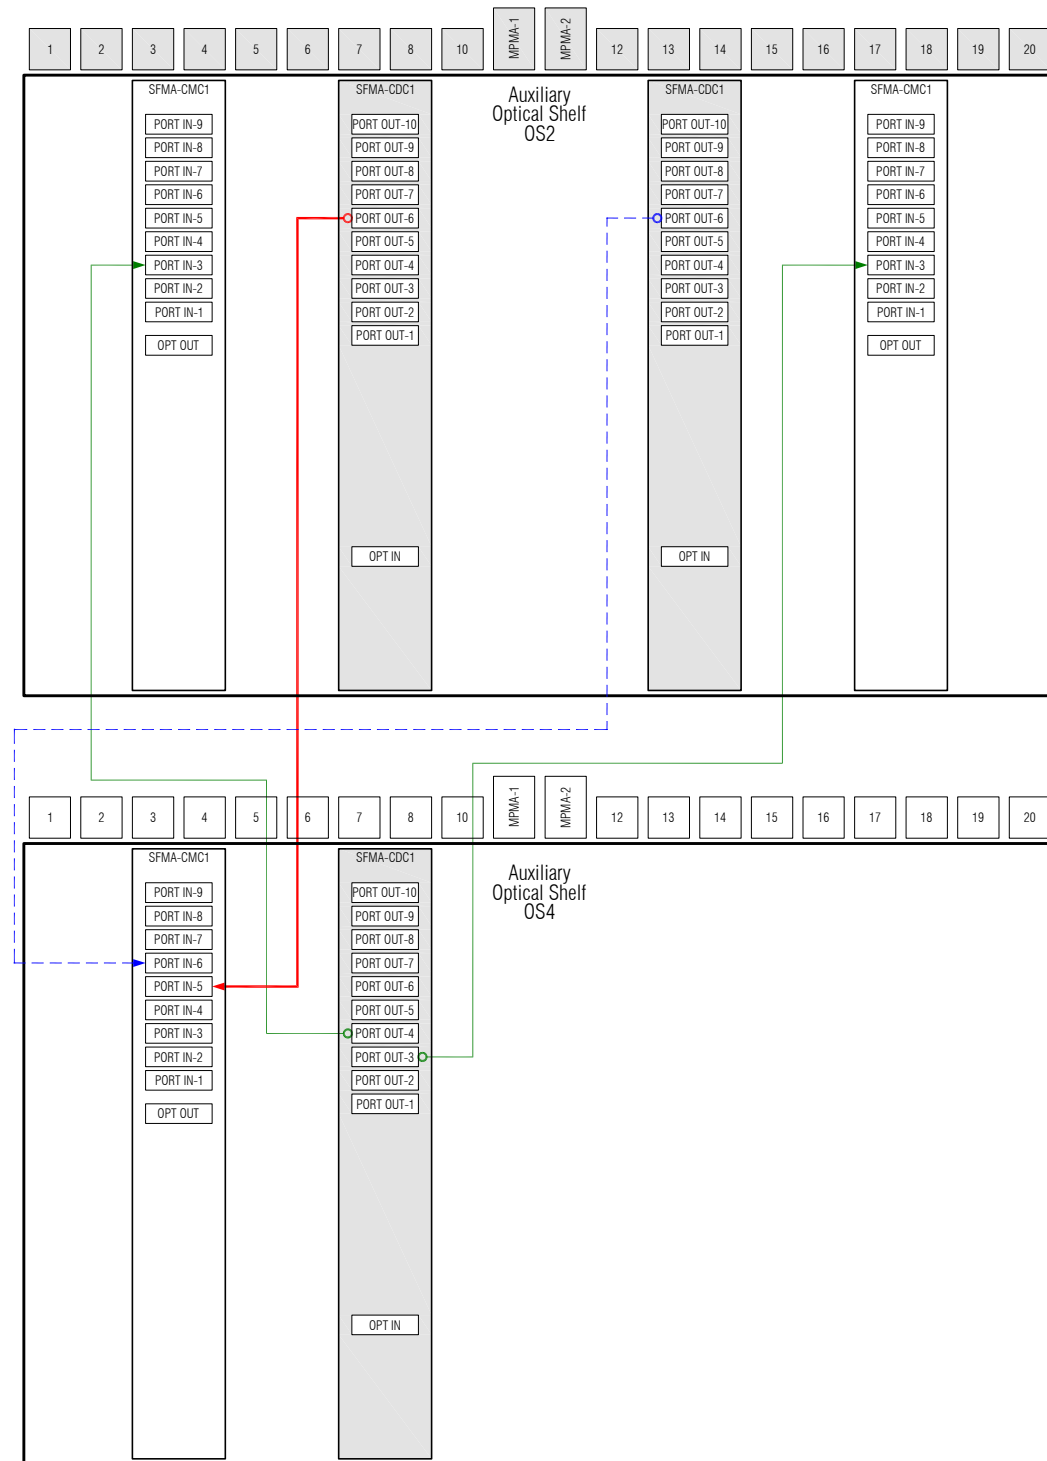 1
2
3
4
5
6
7
8
10
MPMA-1
MPMA-2
12
13
14
15
16
17
18
19
20
Auxiliary
Optical Shelf
OS2
SFMA-CMC1
PORT IN-9
PORT IN-8
PORT IN-7
PORT IN-6
PORT IN-5
PORT IN-4
PORT IN-3
PORT IN-2
PORT IN-1
OPT OUT
SFMA-CDC1
PORT OUT-10
PORT OUT-9
PORT OUT-8
PORT OUT-7
PORT OUT-6
PORT OUT-5
PORT OUT-4
PORT OUT-3
PORT OUT-2
PORT OUT-1
OPT IN
SFMA-CDC1
PORT OUT-10
PORT OUT-9
PORT OUT-8
PORT OUT-7
PORT OUT-6
PORT OUT-5
PORT OUT-4
PORT OUT-3
PORT OUT-2
PORT OUT-1
OPT IN
SFMA-CMC1
PORT IN-9
PORT IN-8
PORT IN-7
PORT IN-6
PORT IN-5
PORT IN-4
PORT IN-3
PORT IN-2
PORT IN-1
OPT OUT
1
2
3
4
5
6
7
8
10
MPMA-1
MPMA-2
12
13
14
15
16
17
18
19
20
Auxiliary
Optical Shelf
OS4
SFMA-CMC1
PORT IN-9
PORT IN-8
PORT IN-7
PORT IN-6
PORT IN-5
PORT IN-4
PORT IN-3
PORT IN-2
PORT IN-1
OPT OUT
SFMA-CDC1
PORT OUT-10
PORT OUT-9
PORT OUT-8
PORT OUT-7
PORT OUT-6
PORT OUT-5
PORT OUT-4
PORT OUT-3
PORT OUT-2
PORT OUT-1
OPT IN